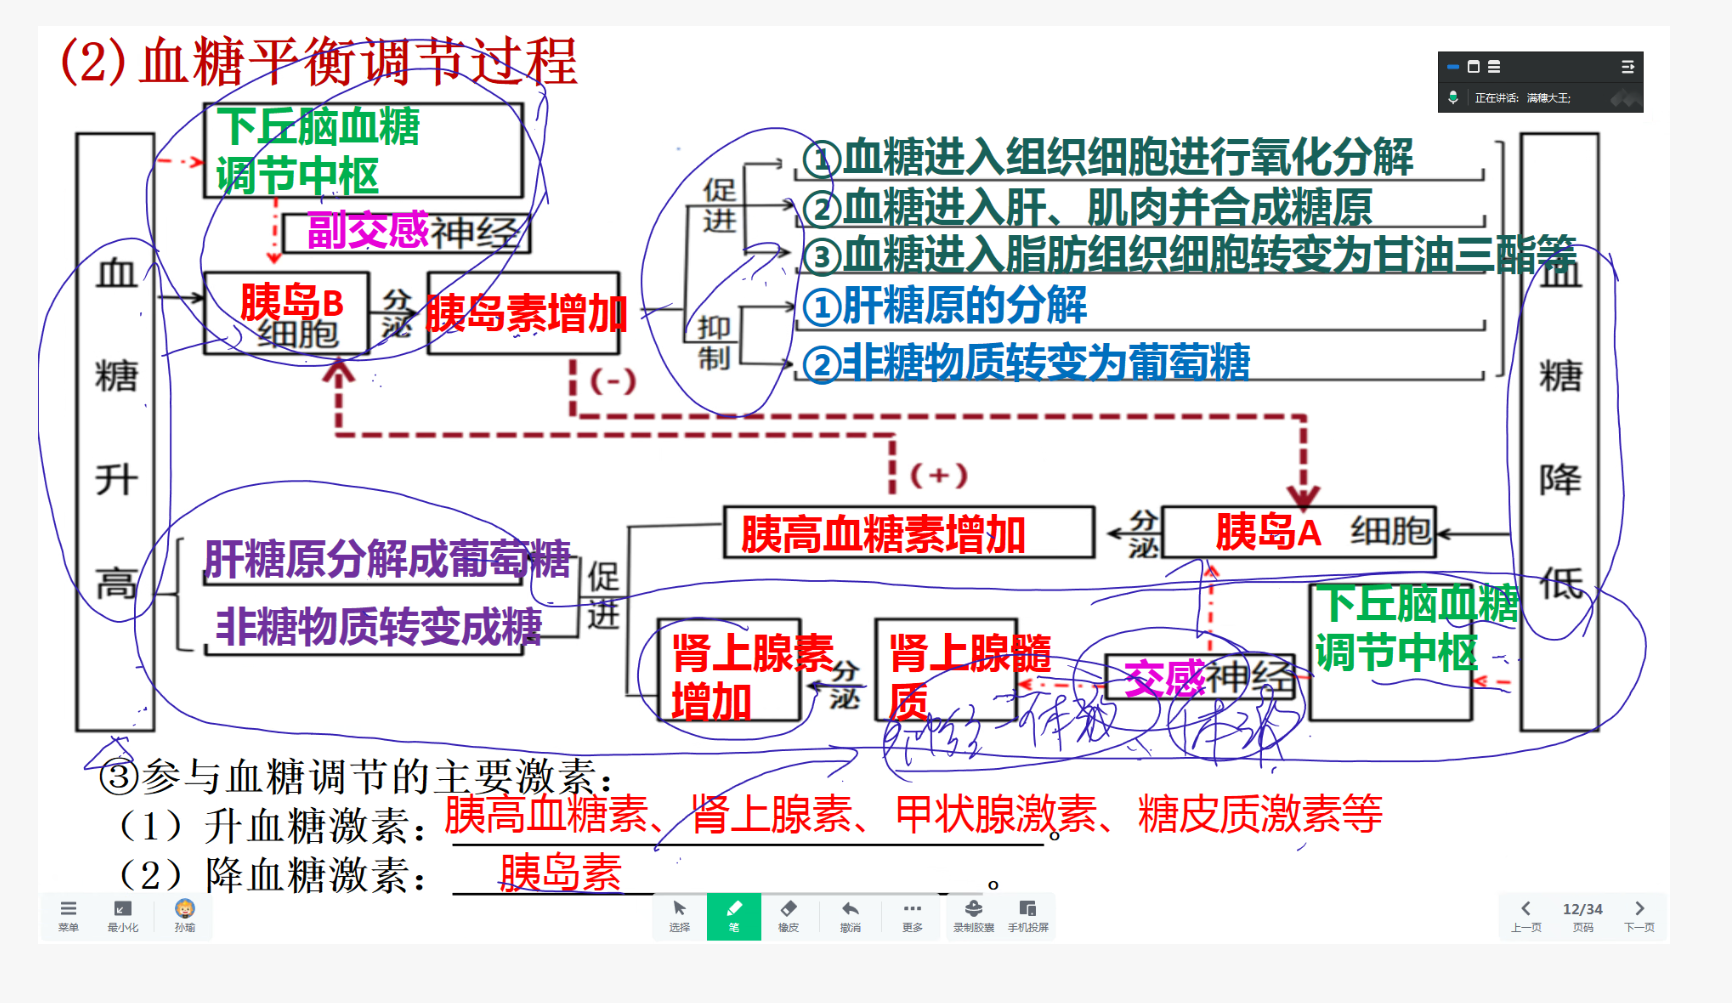 (2)血糖平衡调节过程
正在讲话: 满穗大王;
下丘脑血糖
调节中枢
副交感神经
血糖升高
胰岛B
细胞
分泌
胰岛素增加
促进
①血糖进入组织细胞进行氧化分解
②血糖进入肝、肌肉并合成糖原
③血糖进入脂肪组织细胞转变为甘油三酯等
抑制
①肝糖原的分解
②非糖物质转变为葡萄糖
血糖降低
(-)
(+)
胰高血糖素增加
分泌
胰岛A 细胞
肝糖原分解成葡萄糖
非糖物质转变成糖
促进
肾上腺素
增加
分泌
肾上腺髓
质
交感神经
下丘脑血糖
调节中枢
③参与血糖调节的主要激素:
(1)升血糖激素:胰高血糖素、肾上腺素、甲状腺激素、糖皮质激素等。
(2)降血糖激素:胰岛素。
菜单
最小化
孙瑜
选择
笔
橡皮
撤消
更多
录制胶囊
手机投屏
上一页
12/34
页码
下一页